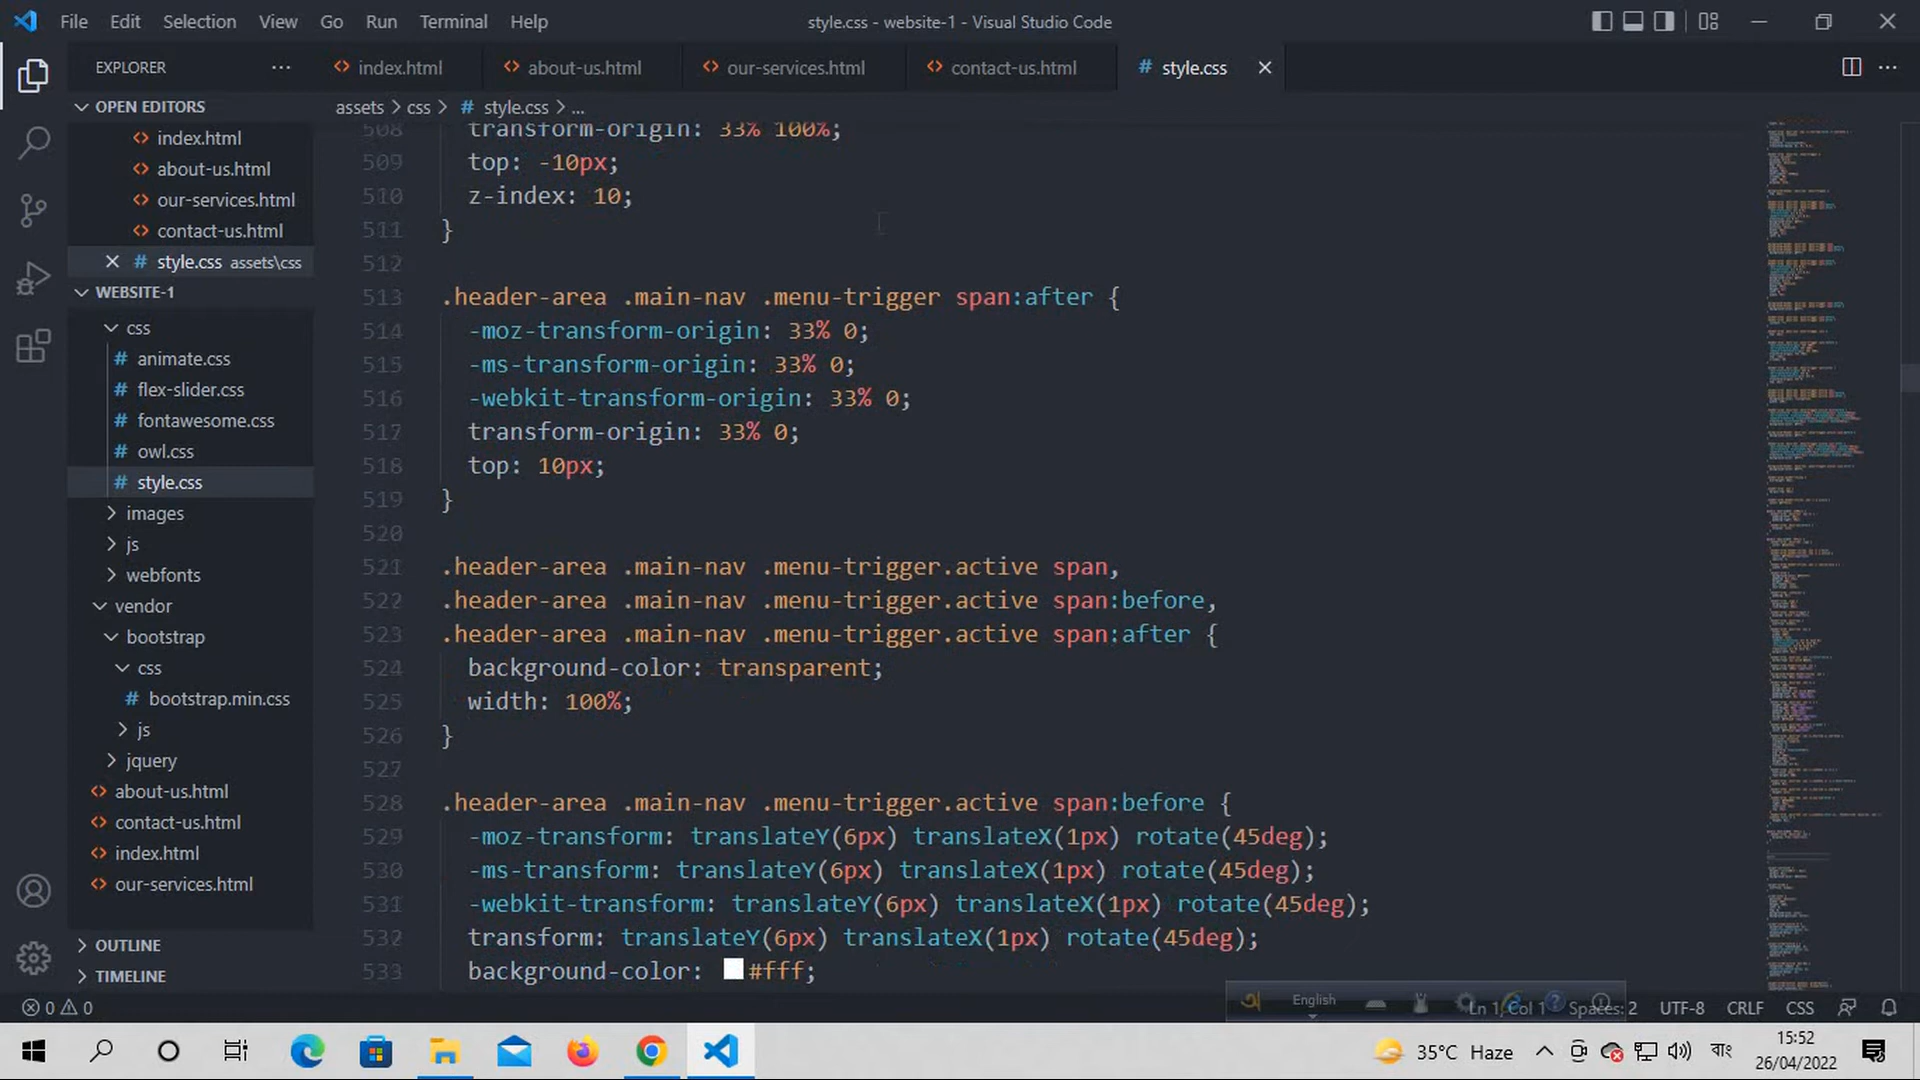 File Edit Selection View Go Run Terminal Help
style.css - website-1 - Visual Studio Code
EXPLORER
index.html
about-us.html
our-services.html
contact-us.html
style.css
OPEN EDITORS
index.html
about-us.html
our-services.html
contact-us.html
style.css assets\css
WEBSITE-1
css
animate.css
flex-slider.css
fontawesome.css
owl.css
style.css
images
js
webfonts
vendor
bootstrap
css
bootstrap.min.css
js
jquery
about-us.html
contact-us.html
index.html
our-services.html
OUTLINE
TIMELINE
assets > css > # style.css > ...
508 transform-origin: 33% 100%;
509 top: -10px;
510 z-index: 10;
511 }
512
513 .header-area .main-nav .menu-trigger span:after {
514 -moz-transform-origin: 33% 0;
515 -ms-transform-origin: 33% 0;
516 -webkit-transform-origin: 33% 0;
517 transform-origin: 33% 0;
518 top: 10px;
519 }
520
521 .header-area .main-nav .menu-trigger.active span,
522 .header-area .main-nav .menu-trigger.active span:before,
523 .header-area .main-nav .menu-trigger.active span:after {
524 background-color: transparent;
525 width: 100%;
526 }
527
528 .header-area .main-nav .menu-trigger.active span:before {
529 -moz-transform: translateY(6px) translateX(1px) rotate(45deg);
530 -ms-transform: translateY(6px) translateX(1px) rotate(45deg);
531 -webkit-transform: translateY(6px) translateX(1px) rotate(45deg);
532 transform: translateY(6px) translateX(1px) rotate(45deg);
533 background-color: #fff;
0 0
English
Ln 1, Col 1 Spaces: 2 UTF-8 CRLF CSS
35°C Haze
বাং
15:52
26/04/2022